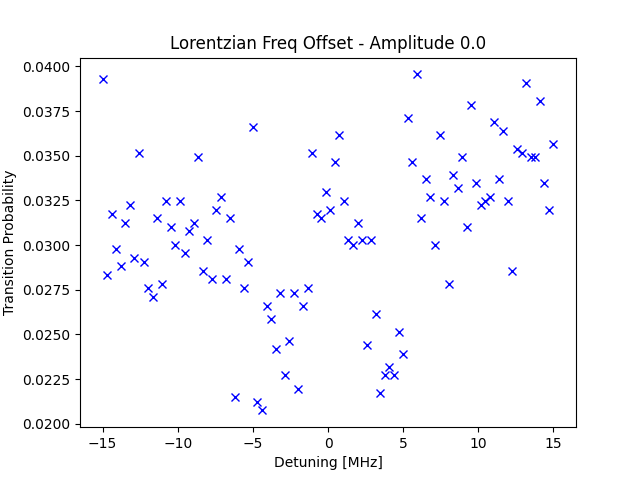 Lorentzian Freq Offset - Amplitude 0.0
0.0400
0.0375
0.0350
0.0325
0.0300
0.0275
0.0250
0.0225
0.0200
Transition Probability
−15 −10 −5 0 5 10 15
Detuning [MHz]